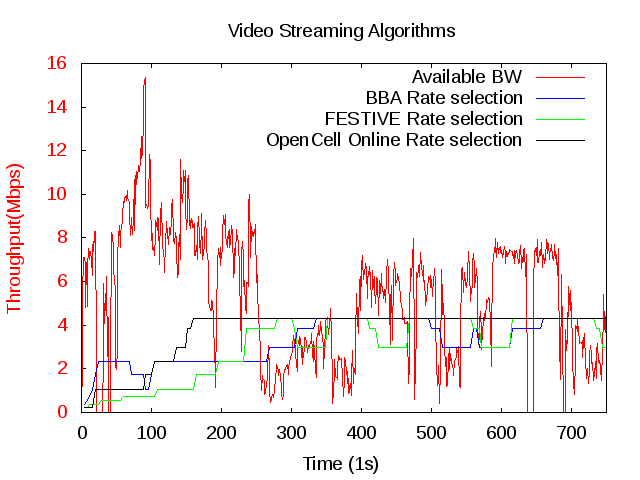 Video Streaming Algorithms
Available BW
BBA Rate selection
FESTIVE Rate selection
OpenCell Online Rate selection
Throughput(Mbps)
16
14
12
10
8
6
4
2
0
0 100 200 300 400 500 600 700
Time (1s)